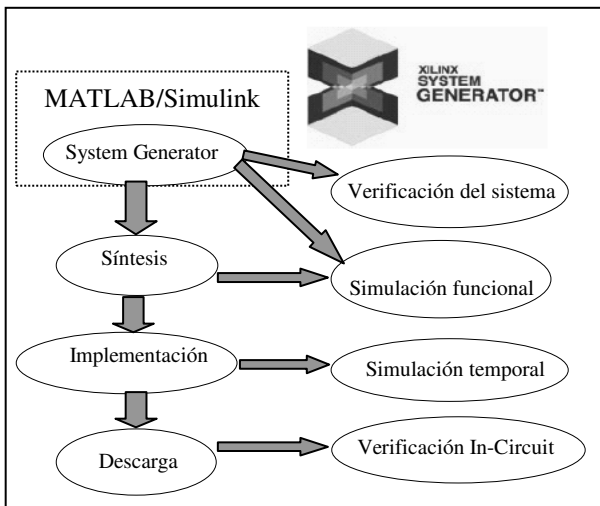 XILINX
SYSTEM
GENERATOR™
MATLAB/Simulink
System Generator
Verificación del sistema
Síntesis
Simulación funcional
Implementación
Simulación temporal
Descarga
Verificación In-Circuit